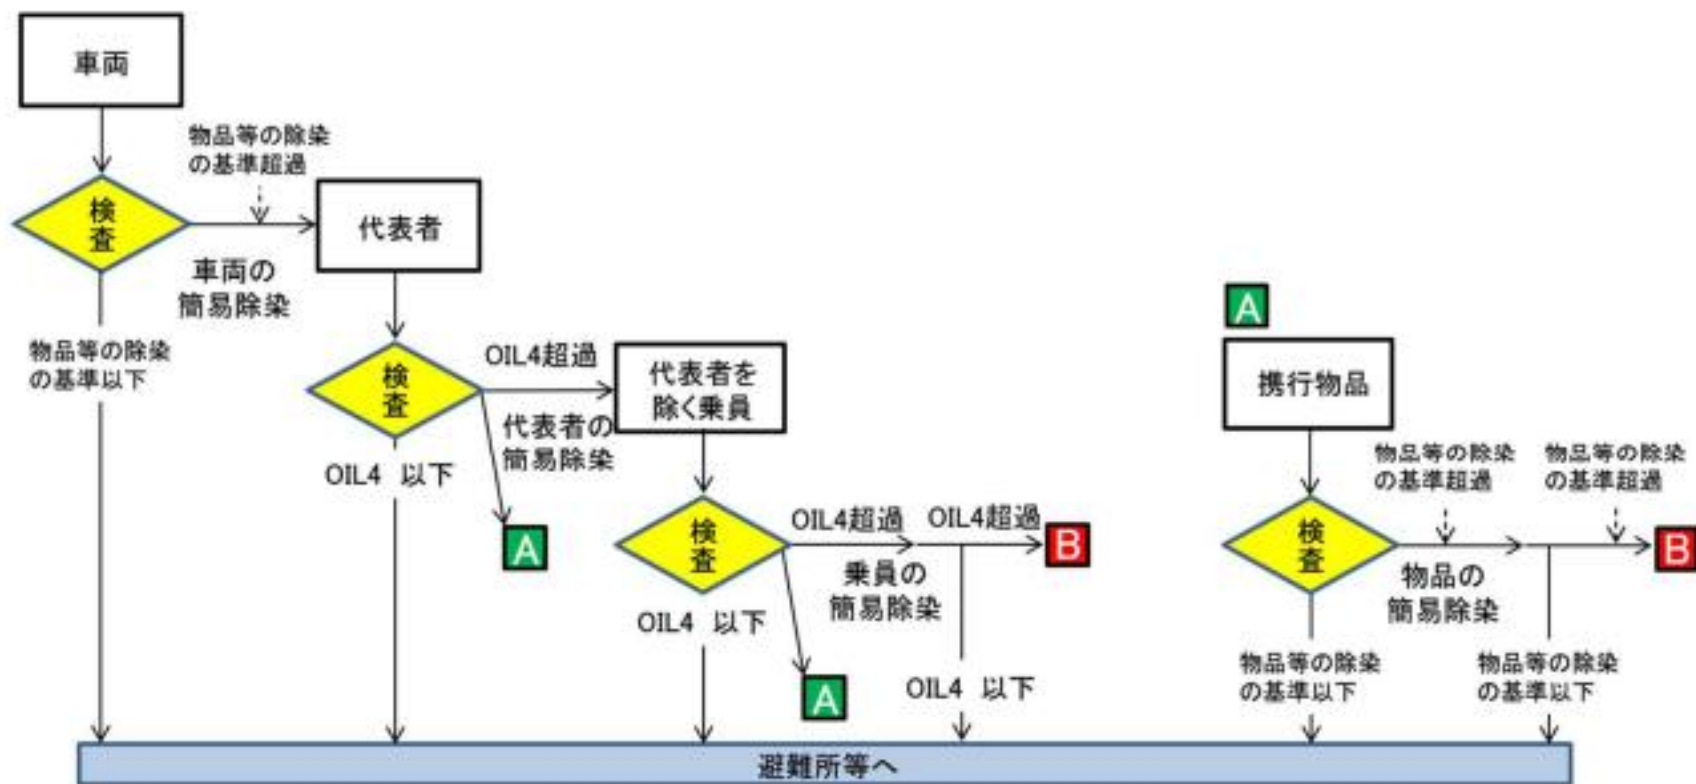 車両
物品等の除染
の基準超過
検
査
代表者
車両の
簡易除染
物品等の除染
の基準以下
検
査
OIL4超過
代表者の
簡易除染
OIL4 以下
A
代表者を
除く乗員
検
査
OIL4超過
OIL4超過
B
乗員の
簡易除染
OIL4 以下
A
OIL4 以下
A
携行物品
物品等の除染
の基準超過
物品等の除染
の基準超過
検
査
B
物品の
簡易除染
物品等の除染
の基準以下
物品等の除染
の基準以下
避難所等へ